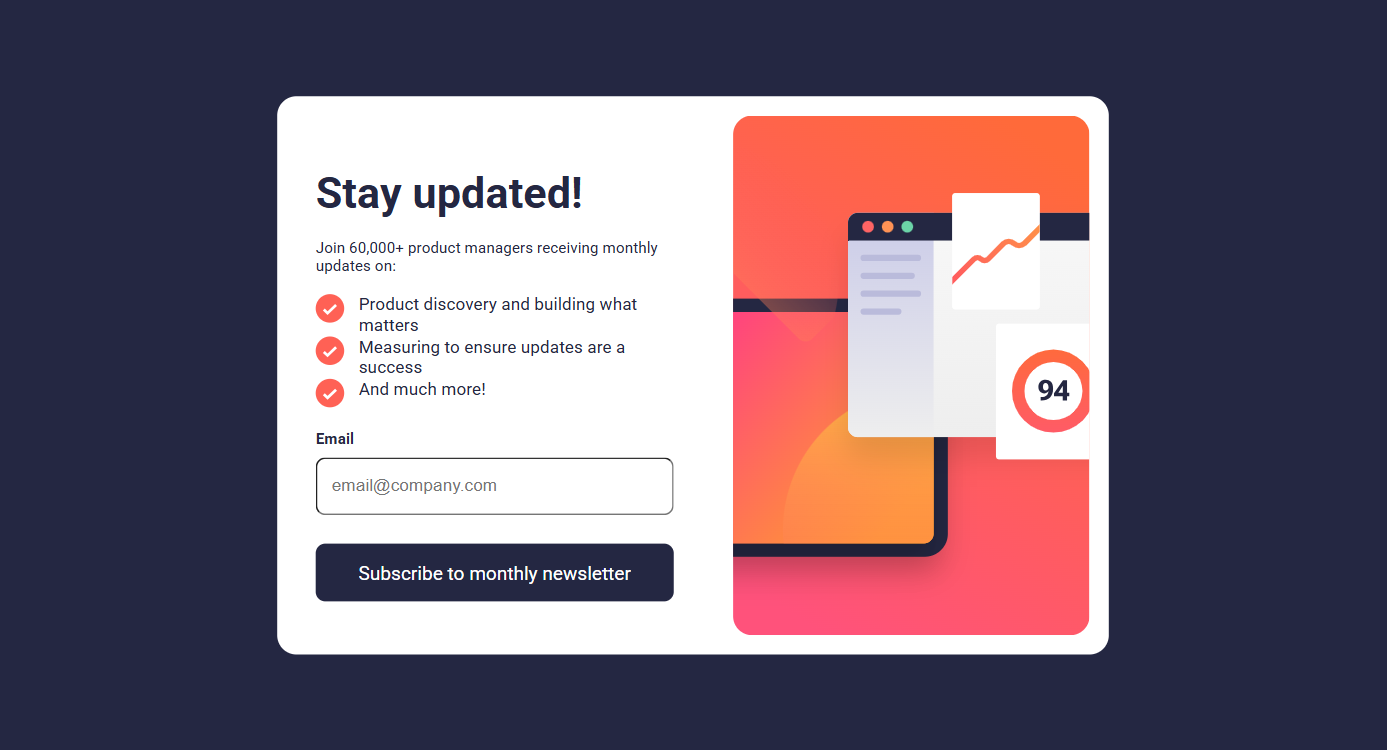 Stay updated!
Join 60,000+ product managers receiving monthly
updates on:
Product discovery and building what
matters
Measuring to ensure updates are a
success
And much more!
Email
email@company.com
Subscribe to monthly newsletter
94